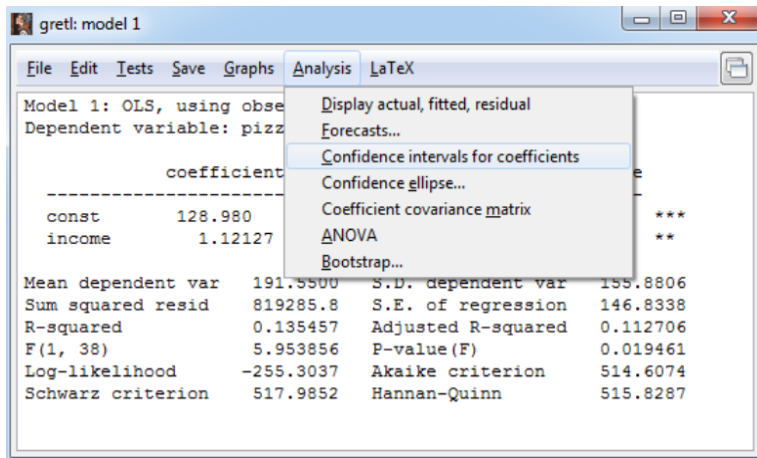 gretl: model 1
File Edit Tests Save Graphs Analysis LaTeX
Model 1: OLS, using obse
Dependent variable: pizz
Display actual, fitted, residual
Forecasts...
Confidence intervals for coefficients
Confidence ellipse...
Coefficient covariance matrix
ANOVA
Bootstrap...
coefficient e
const 128.980 ***
income 1.12127 **
Mean dependent var 191.5500 S.D. dependent var 155.8806
Sum squared resid 819285.8 S.E. of regression 146.8338
R-squared 0.135457 Adjusted R-squared 0.112706
F(1, 38) 5.953856 P-value(F) 0.019461
Log-likelihood -255.3037 Akaike criterion 514.6074
Schwarz criterion 517.9852 Hannan-Quinn 515.8287